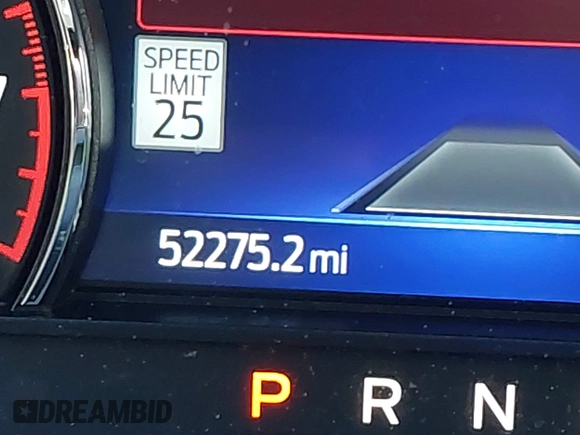 SPEED
LIMIT
25
52275.2 mi
P R N
DREAMBID